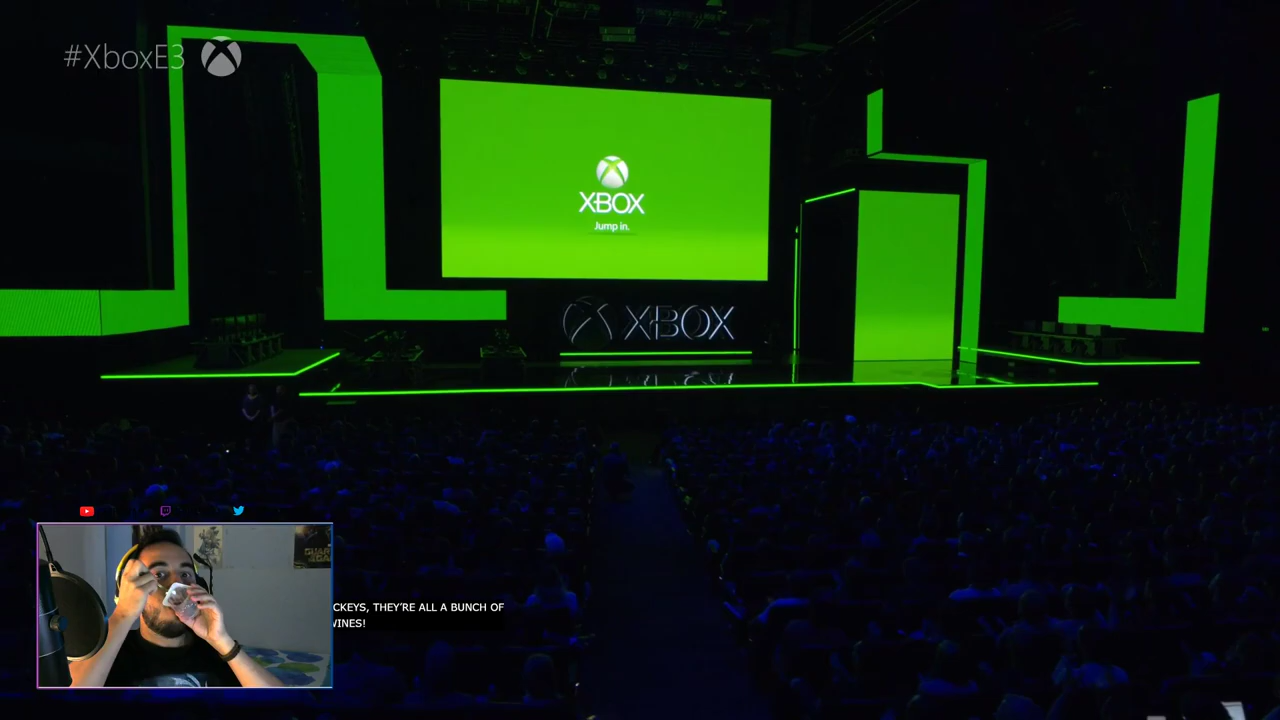 #XboxE3
XBOX
Jump in.
XBOX
CKEYS, THEY'RE ALL A BUNCH OF
WINES!